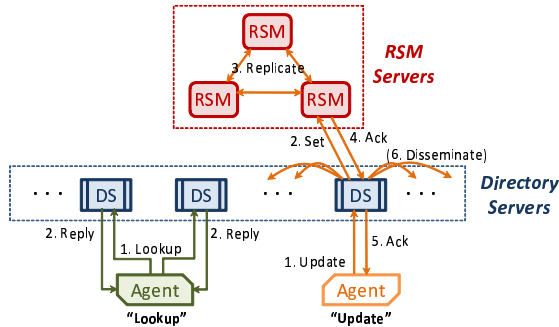 RSM
RSM
Servers
3. Replicate
RSM
RSM
2. Set
4. Ack
(6. Disseminate)
. . .
DS
. . .
DS
. . .
DS
. . .
Directory
Servers
2. Reply
1. Lookup
2. Reply
1. Update
5. Ack
Agent
Agent
“Lookup”
“Update”